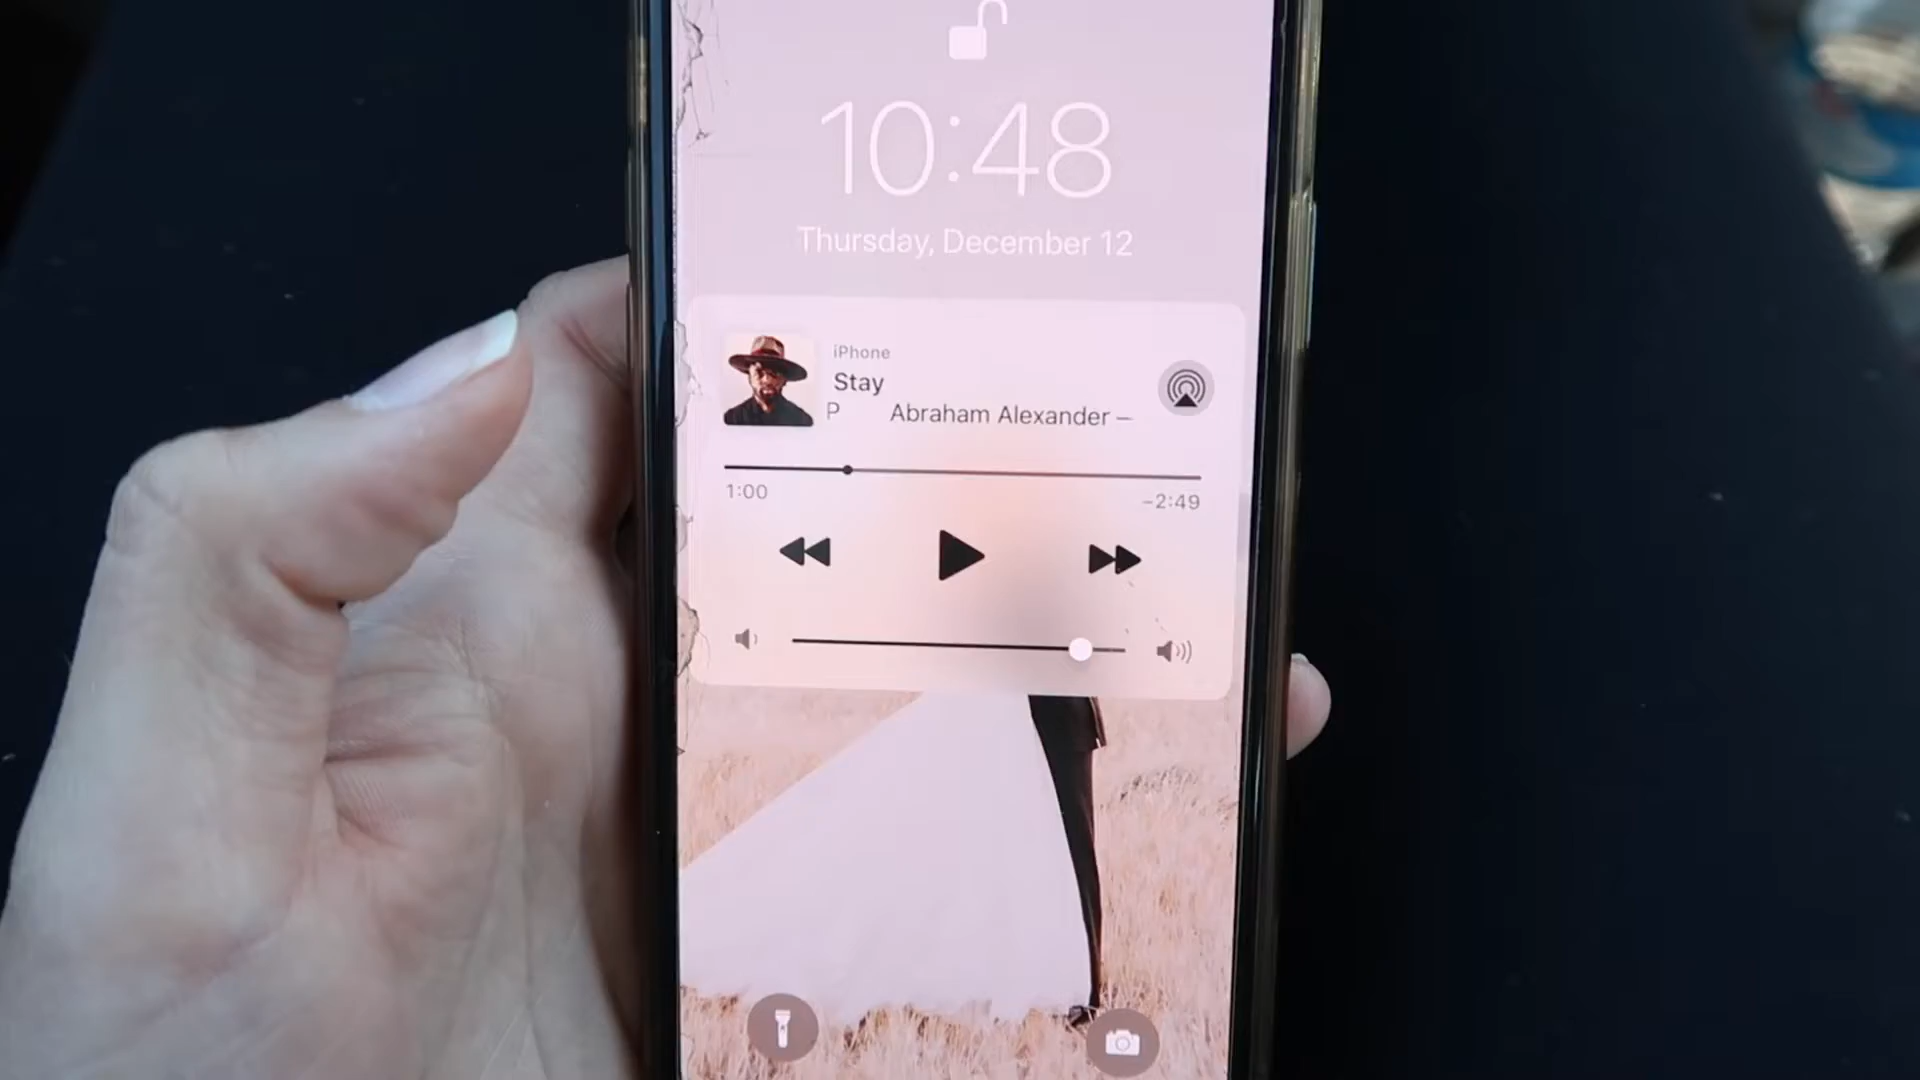 10:48
Thursday, December 12
iPhone
Stay
P Abraham Alexander —
1:00
-2:49